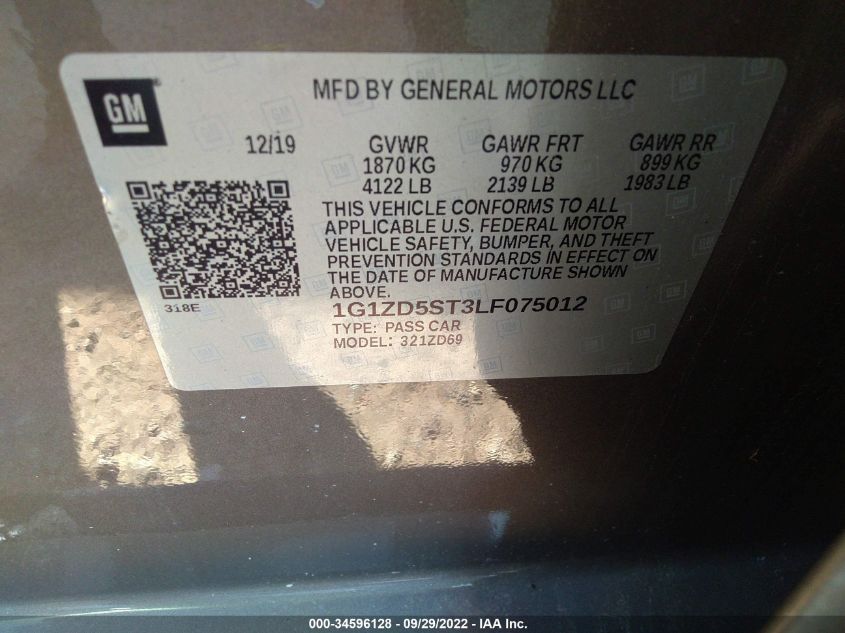 GM
MFD BY GENERAL MOTORS LLC
12/19 GVWR GAWR FRT GAWR RR
1870 KG 970 KG 899 KG
4122 LB 2139 LB 1983 LB
THIS VEHICLE CONFORMS TO ALL
APPLICABLE U.S. FEDERAL MOTOR
VEHICLE SAFETY, BUMPER, AND THEFT
PREVENTION STANDARDS IN EFFECT ON
THE DATE OF MANUFACTURE SHOWN
ABOVE.
318E
1G1ZD5ST3LF075012
TYPE: PASS CAR
MODEL: 321ZD69
000-34596128 - 09/29/2022 - IAA Inc.